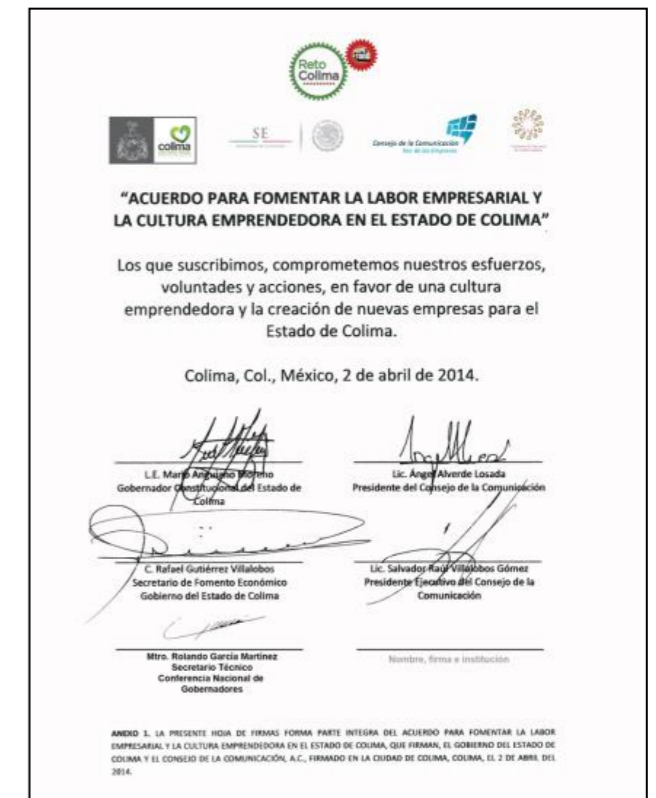 Reto
Colima
colima
SE
Consejo de la Comunicación
Voz de las Empresas
“ACUERDO PARA FOMENTAR LA LABOR EMPRESARIAL Y
LA CULTURA EMPRENDEDORA EN EL ESTADO DE COLIMA”
Los que suscribimos, comprometemos nuestros esfuerzos,
voluntades y acciones, en favor de una cultura
emprendedora y la creación de nuevas empresas para el
Estado de Colima.
Colima, Col., México, 2 de abril de 2014.
L.E. Mario Anguiano Moreno
Gobernador Constitucional del Estado de
Colima
Lic. Ángel Alverde Losada
Presidente del Consejo de la Comunicación
C. Rafael Gutiérrez Villalobos
Secretario de Fomento Económico
Gobierno del Estado de Colima
Lic. Salvador Raúl Villalobos Gómez
Presidente Ejecutivo del Consejo de la
Comunicación
Mtro. Rolando García Martínez
Secretario Técnico
Conferencia Nacional de
Gobernadores
Nombre, firma e institución
ANEXO 1. LA PRESENTE HOJA DE FIRMAS FORMA PARTE INTEGRA DEL ACUERDO PARA FOMENTAR LA LABOR
EMPRESARIAL Y LA CULTURA EMPRENDEDORA EN EL ESTADO DE COLIMA, QUE FIRMAN, EL GOBIERNO DEL ESTADO DE
COLIMA Y EL CONSEJO DE LA COMUNICACIÓN, A.C., FIRMADO EN LA CIUDAD DE COLIMA, COLIMA, EL 2 DE ABRIL DEL
2014.